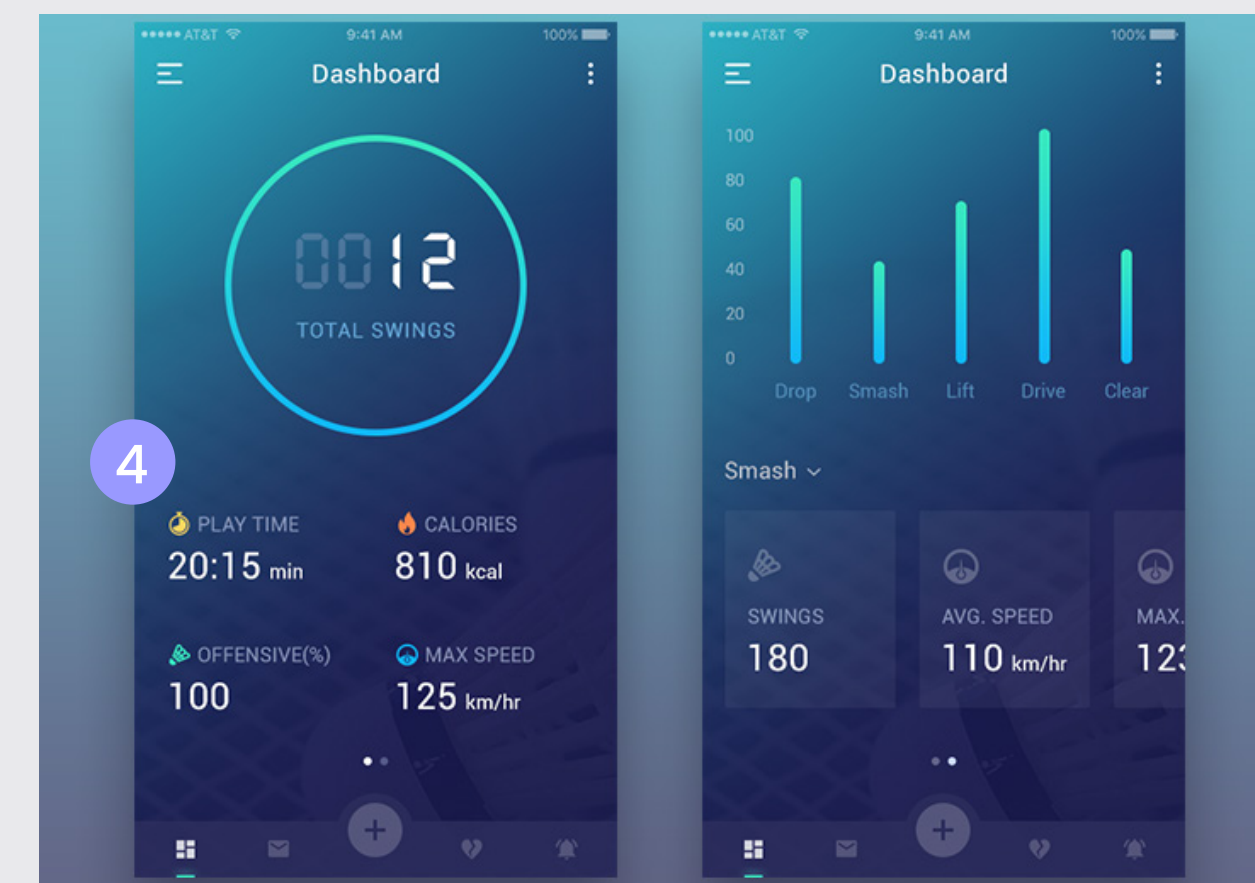 AT&T 9:41 AM 100%
Dashboard
0012
TOTAL SWINGS
4
PLAY TIME CALORIES
20:15 min 810 kcal
OFFENSIVE(%) MAX SPEED
100 125 km/hr
AT&T 9:41 AM 100%
Dashboard
100
80
60
40
20
0
Drop Smash Lift Drive Clear
Smash
SWINGS AVG. SPEED MAX.
180 110 km/hr 12